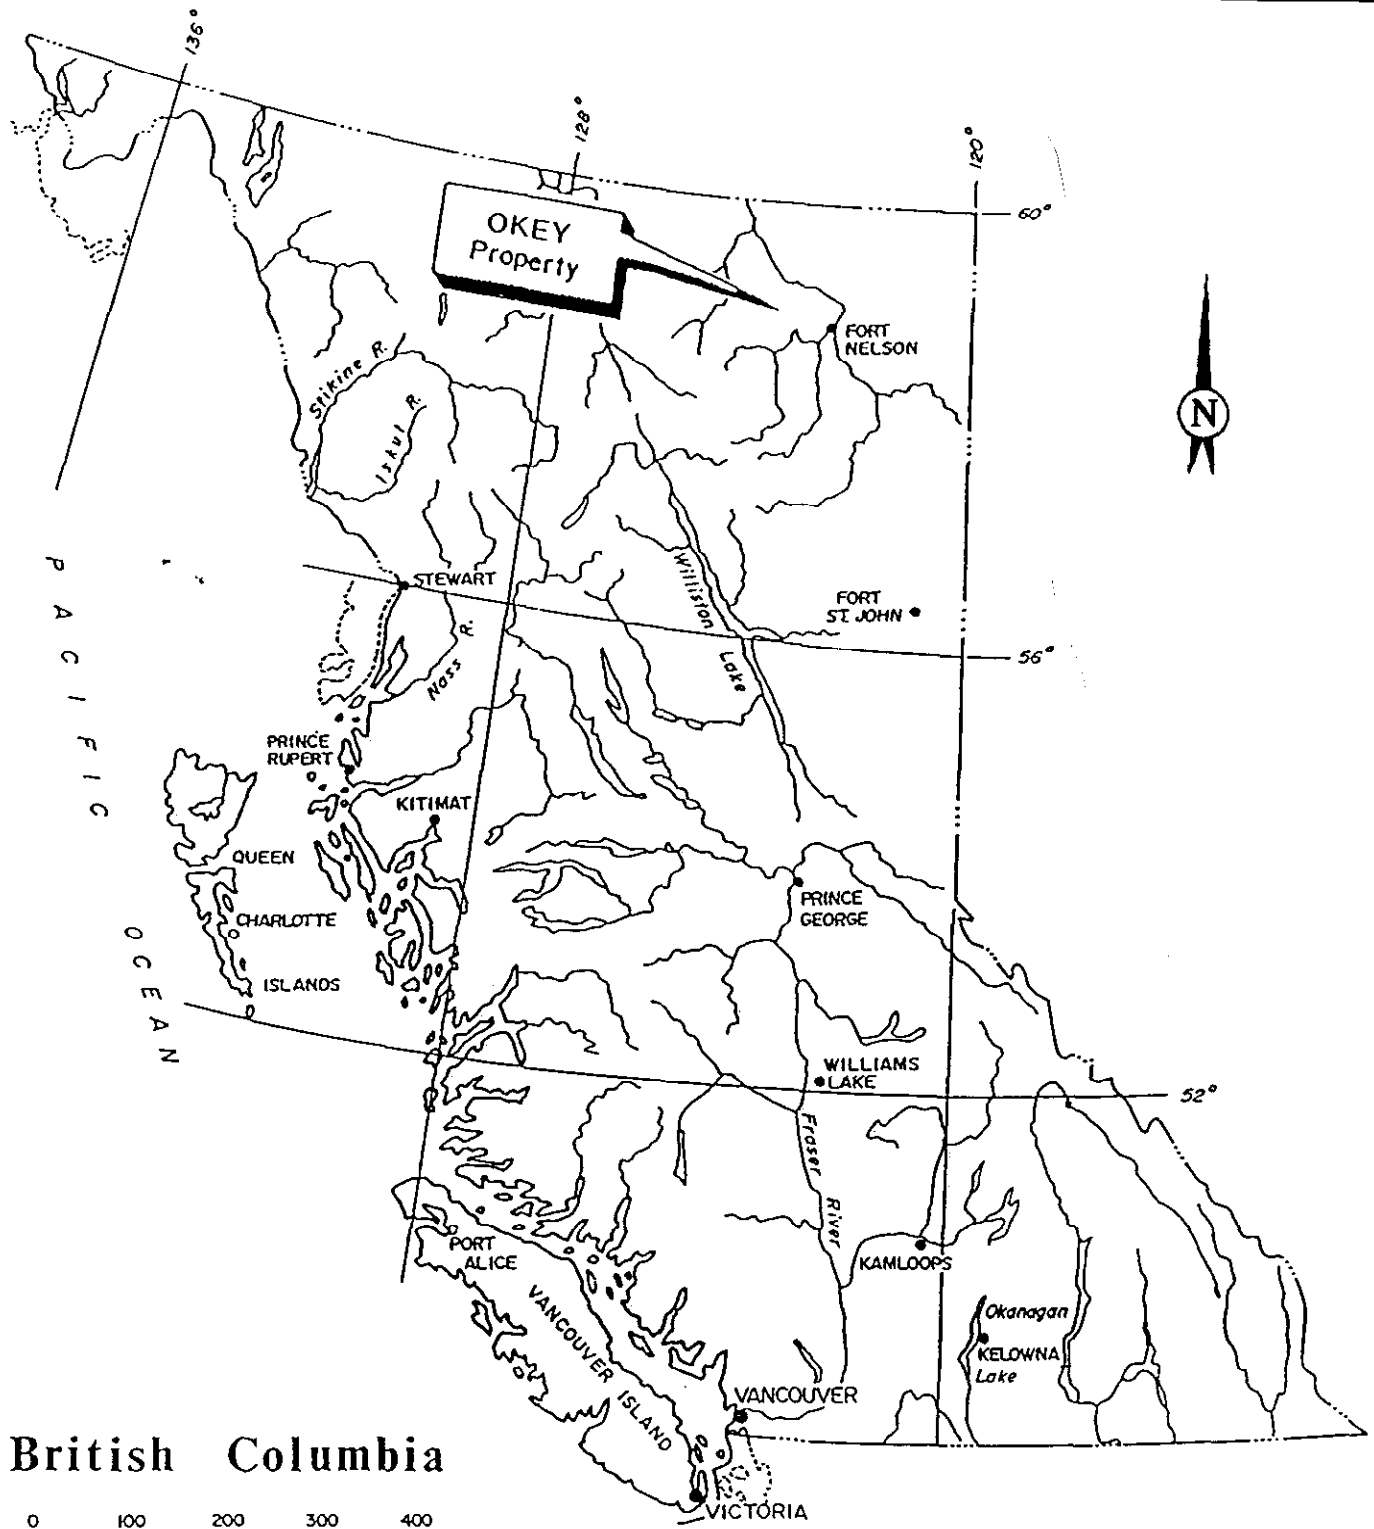 136°
128°
120°
60°
OKEY
Property
FORT
NELSON
N
Stikine R.
Iskut R.
PACIFIC
OCEAN
STEWART
Williston
Lake
FORT
ST. JOHN
56°
Nass R.
PRINCE
RUPERT
KITIMAT
QUEEN
CHARLOTTE
ISLANDS
PRINCE
GEORGE
WILLIAMS
LAKE
52°
Fraser
River
PORT
ALICE
KAMLOOPS
VANCOUVER ISLAND
Okanagan
KELOWNA
Lake
VANCOUVER
British Columbia
VICTORIA
0 100 200 300 400